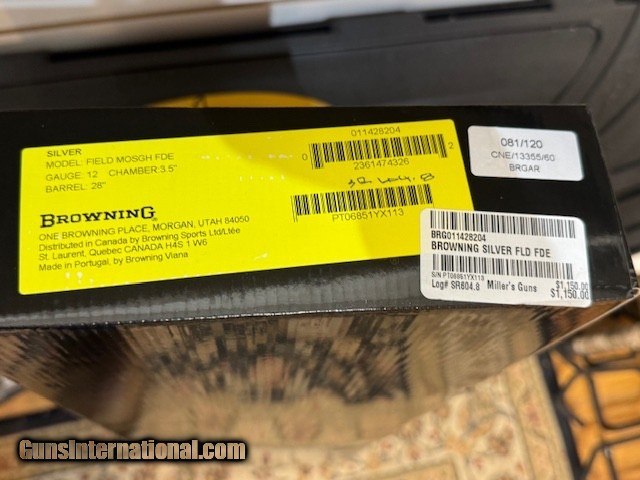 SILVER
MODEL: FIELD MOSGH FDE
GAUGE: 12 CHAMBER:3.5"
BARREL: 28"
BROWNING
ONE BROWNING PLACE, MORGAN, UTAH 84050
Distributed in Canada by Browning Sports Ltd/Ltée
St. Laurent, Quebec CANADA H4S 1 W6
Made in Portugal, by Browning Viana
011428204
0 2
2361474326
PT06851YX113
081/120
CNE/13355/60
BRGAR
BRG011428204
BROWNING SILVER FLD FDE
S/N PT06851YX113
$1,150.00
Log# SR604.8 Miller's Guns $1,150.00
GunsInternational.com